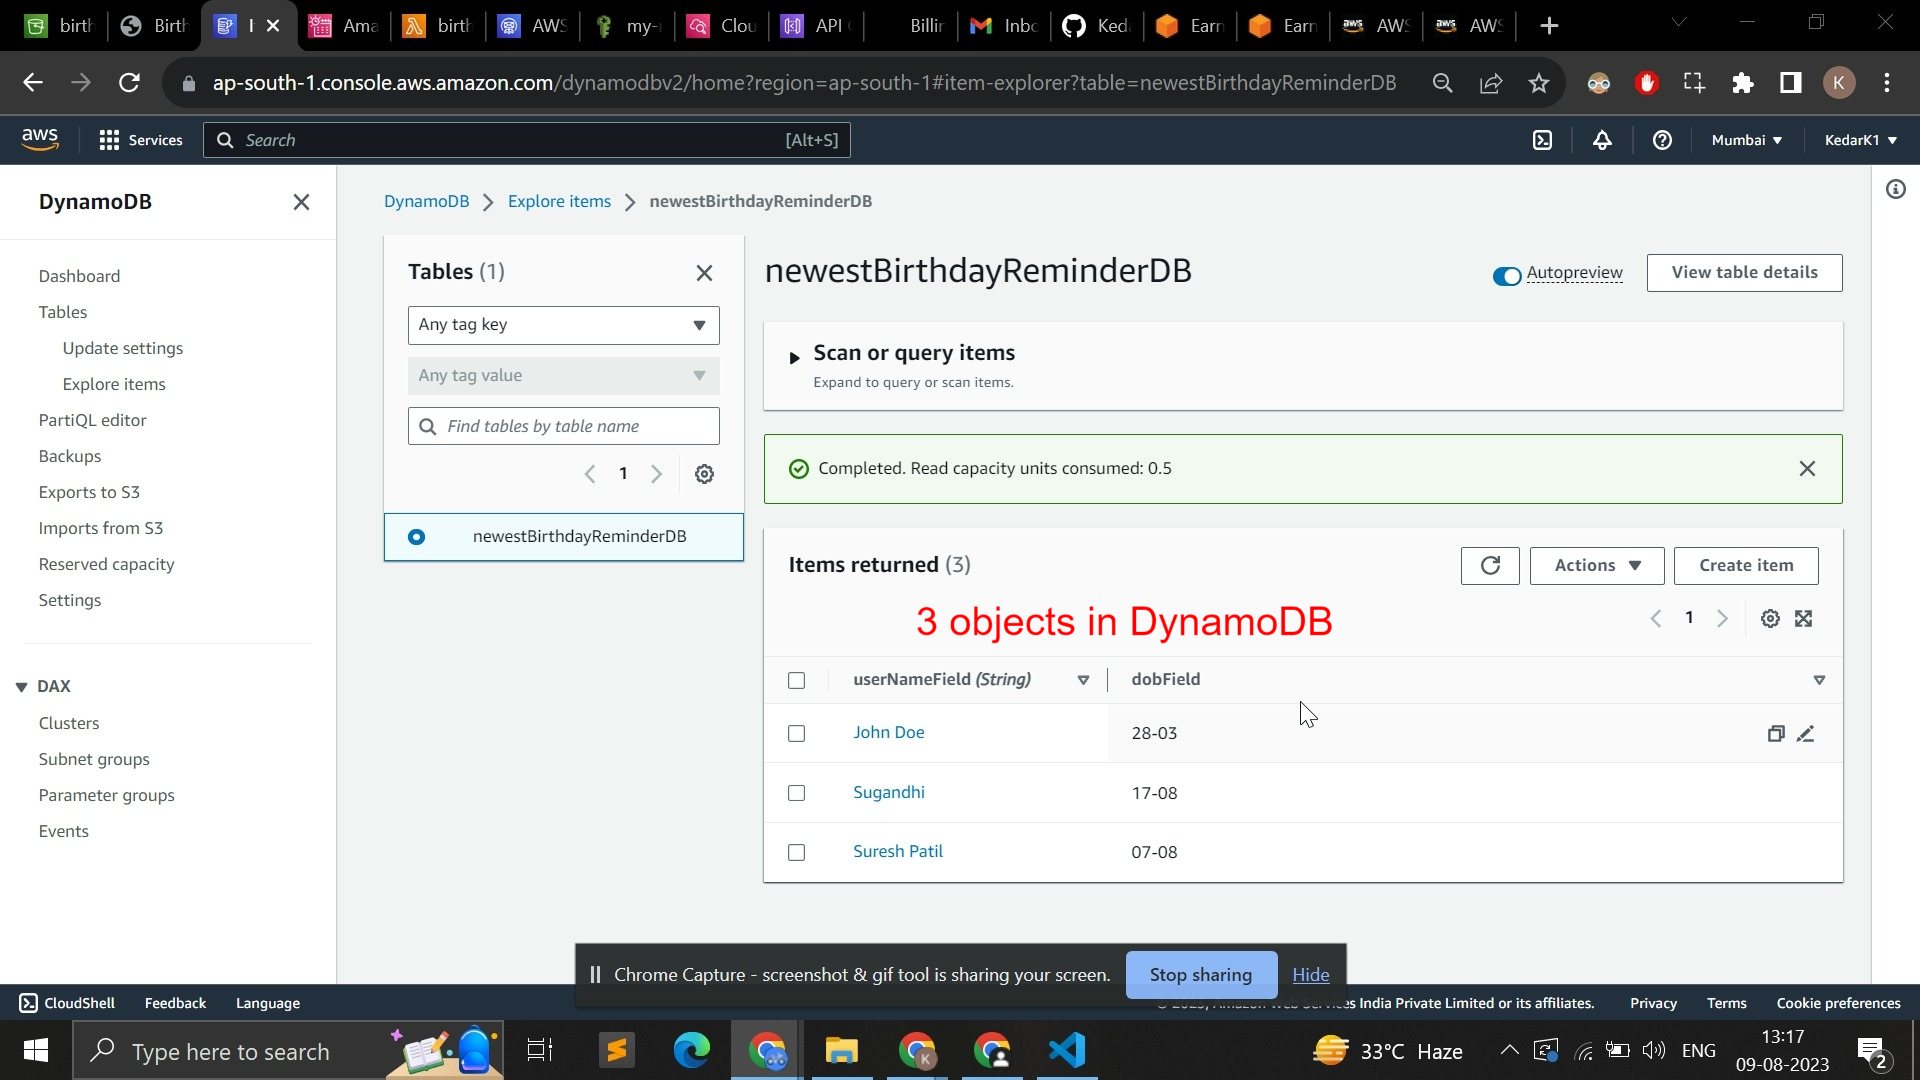 birth
Birth
I
Ama
birth
AWS
my-r
Clou
API
Billin
Inbo
Keda
Earn
Earn
AWS
AWS
ap-south-1.console.aws.amazon.com/dynamodbv2/home?region=ap-south-1#item-explorer?table=newestBirthdayReminderDB
K
aws
Services
Search
[Alt+S]
Mumbai
KedarK1
DynamoDB
Dashboard
Tables
Update settings
Explore items
PartiQL editor
Backups
Exports to S3
Imports from S3
Reserved capacity
Settings
DAX
Clusters
Subnet groups
Parameter groups
Events
DynamoDB
Explore items
newestBirthdayReminderDB
Tables (1)
Any tag key
Any tag value
Find tables by table name
1
newestBirthdayReminderDB
newestBirthdayReminderDB
Autopreview
View table details
Scan or query items
Expand to query or scan items.
Completed. Read capacity units consumed: 0.5
Items returned (3)
Actions
Create item
3 objects in DynamoDB
1
userNameField (String)
dobField
John Doe
28-03
Sugandhi
17-08
Suresh Patil
07-08
Chrome Capture - screenshot & gif tool is sharing your screen.
Stop sharing
Hide
CloudShell
Feedback
Language
India Private Limited or its affiliates.
Privacy
Terms
Cookie preferences
Type here to search
33°C Haze
ENG
13:17
09-08-2023
2